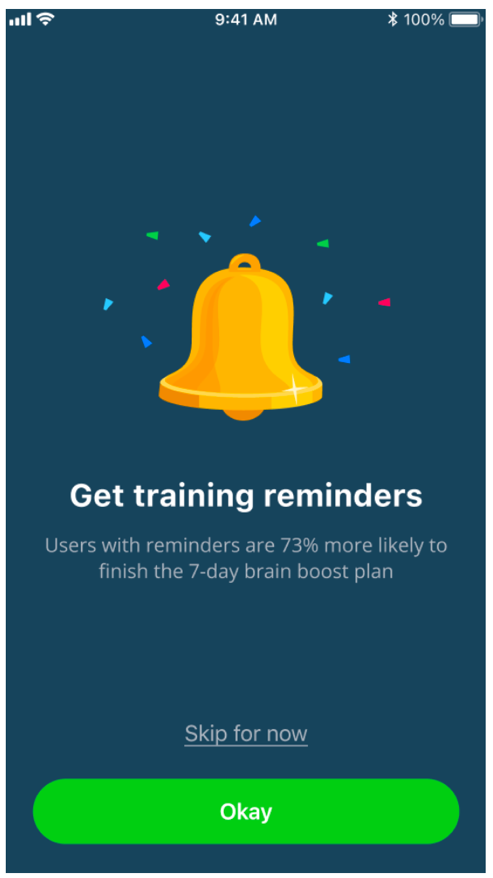 9:41 AM
100%
Get training reminders
Users with reminders are 73% more likely to
finish the 7-day brain boost plan
Skip for now
Okay